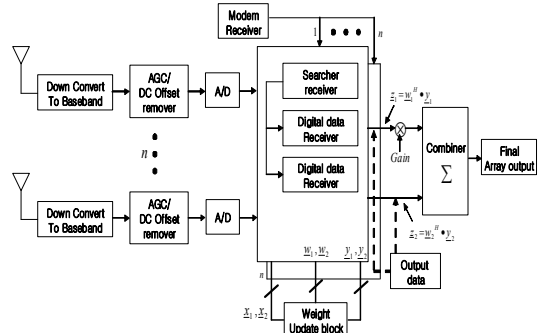 Modem
Receiver
1
n
Down Convert
To Baseband
AGC/
DC Offset
remover
A/D
Searcher
receiver
Digital data
Receiver
Digital data
Receiver
z₁=w₁ᴴ•y₁
Gain
Combiner
Σ
Final
Array output
n
Down Convert
To Baseband
AGC/
DC Offset
remover
A/D
z₂=w₂ᴴ•y₂
w₁,w₂
y₁,y₂
n
Output
data
x₁,x₂
Weight
Update block